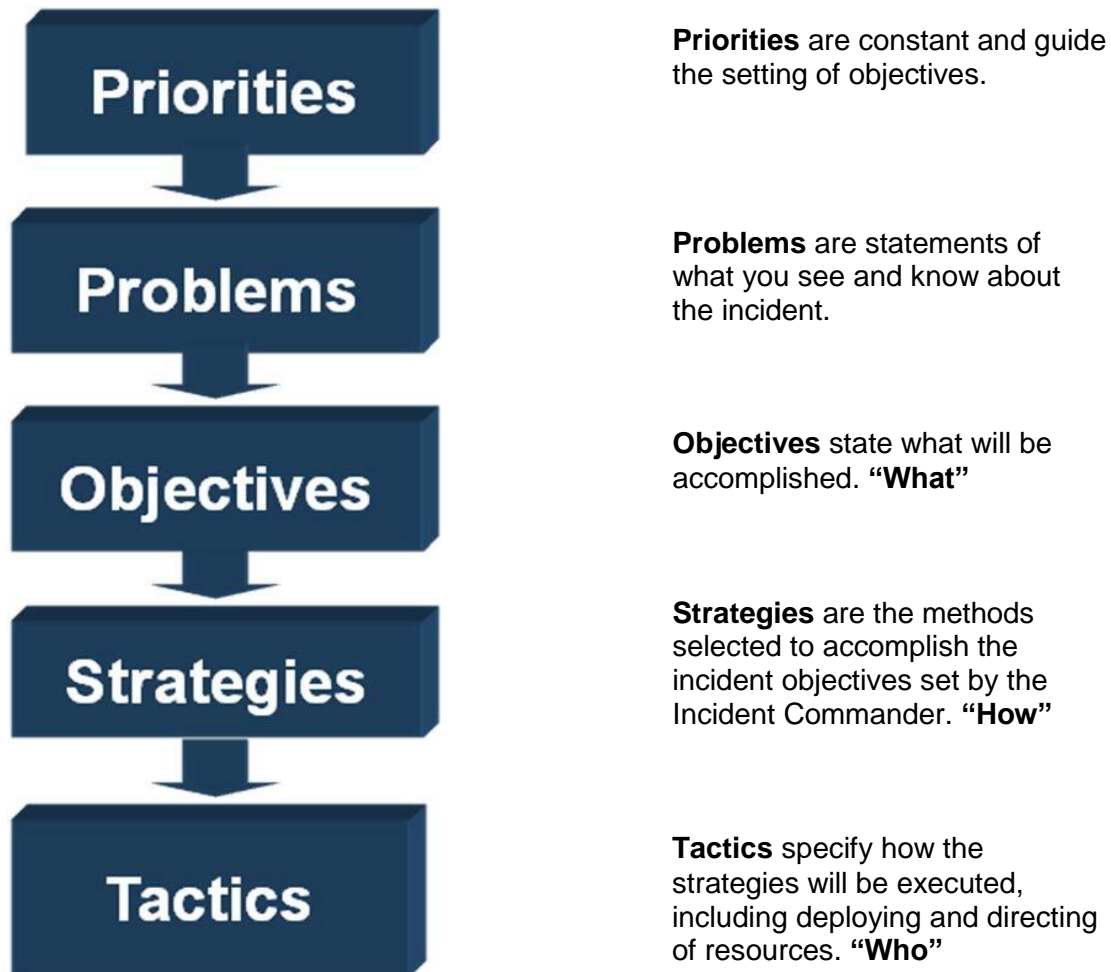 Priorities
Priorities are constant and guide
the setting of objectives.
Problems
Problems are statements of
what you see and know about
the incident.
Objectives
Objectives state what will be
accomplished. “What”
Strategies
Strategies are the methods
selected to accomplish the
incident objectives set by the
Incident Commander. “How”
Tactics
Tactics specify how the
strategies will be executed,
including deploying and directing
of resources. “Who”